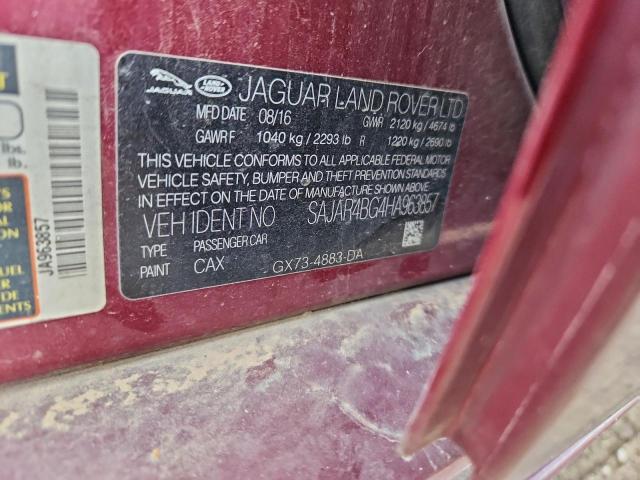 JAGUAR LAND ROVER JAGUAR LAND ROVER LTD
MFD DATE 08/16 GWR 2120 kg / 4674 lb
GAWR F 1040 kg / 2293 lb R 1220 kg / 2690 lb
THIS VEHICLE CONFORMS TO ALL APPLICABLE FEDERAL MOTOR
VEHICLE SAFETY, BUMPER AND THEFT PREVENTION STANDARDS
IN EFFECT ON THE DATE OF MANUFACTURE SHOWN ABOVE.
VEH IDENT NO SAJAR4BG4HA963857
TYPE PASSENGER CAR
PAINT CAX GX73-4883-DA
lbs.
lb.
JA963857